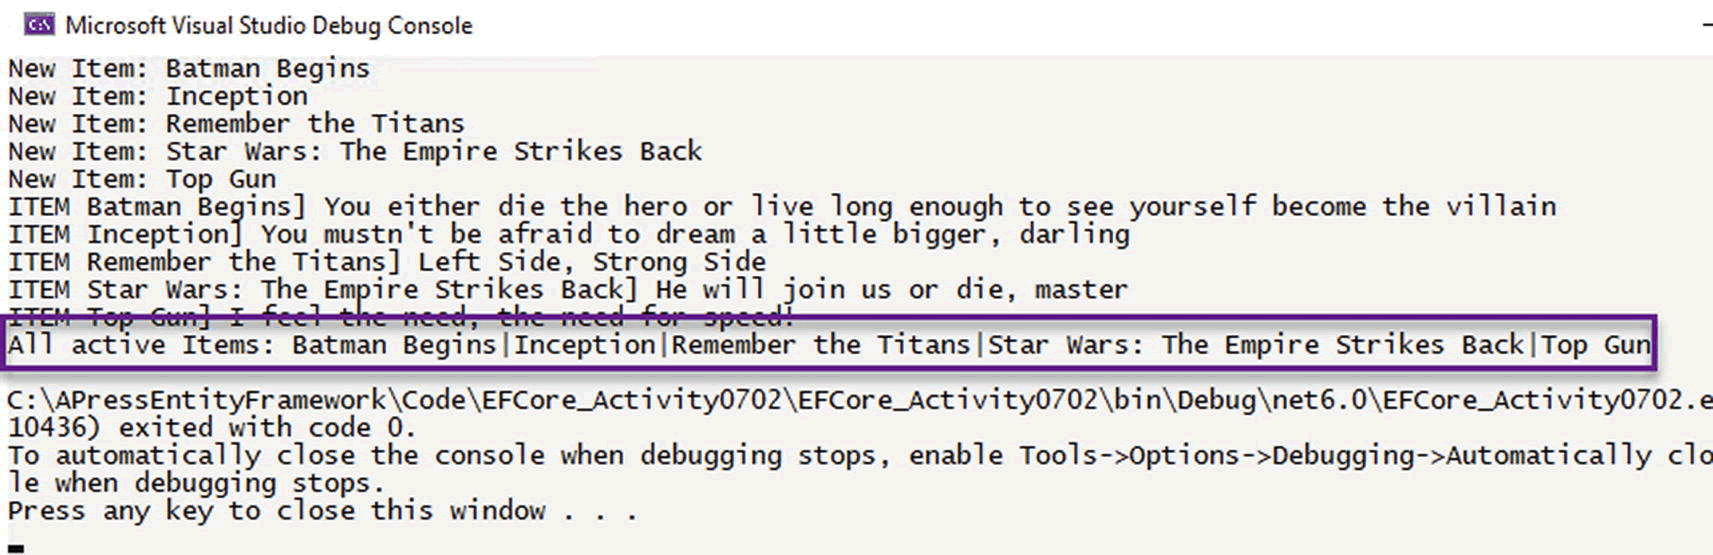 Microsoft Visual Studio Debug Console
New Item: Batman Begins
New Item: Inception
New Item: Remember the Titans
New Item: Star Wars: The Empire Strikes Back
New Item: Top Gun
ITEM Batman Begins] You either die the hero or live long enough to see yourself become the villain
ITEM Inception] You mustn't be afraid to dream a little bigger, darling
ITEM Remember the Titans] Left Side, Strong Side
ITEM Star Wars: The Empire Strikes Back] He will join us or die, master
ITEM Top Gun] I feel the need, the need for speed!
All active Items: Batman Begins|Inception|Remember the Titans|Star Wars: The Empire Strikes Back|Top Gun
C:\APressEntityFramework\Code\EFCore_Activity0702\EFCore_Activity0702\bin\Debug\net6.0\EFCore_Activity0702.e
10436) exited with code 0.
To automatically close the console when debugging stops, enable Tools->Options->Debugging->Automatically clo
le when debugging stops.
Press any key to close this window . . .